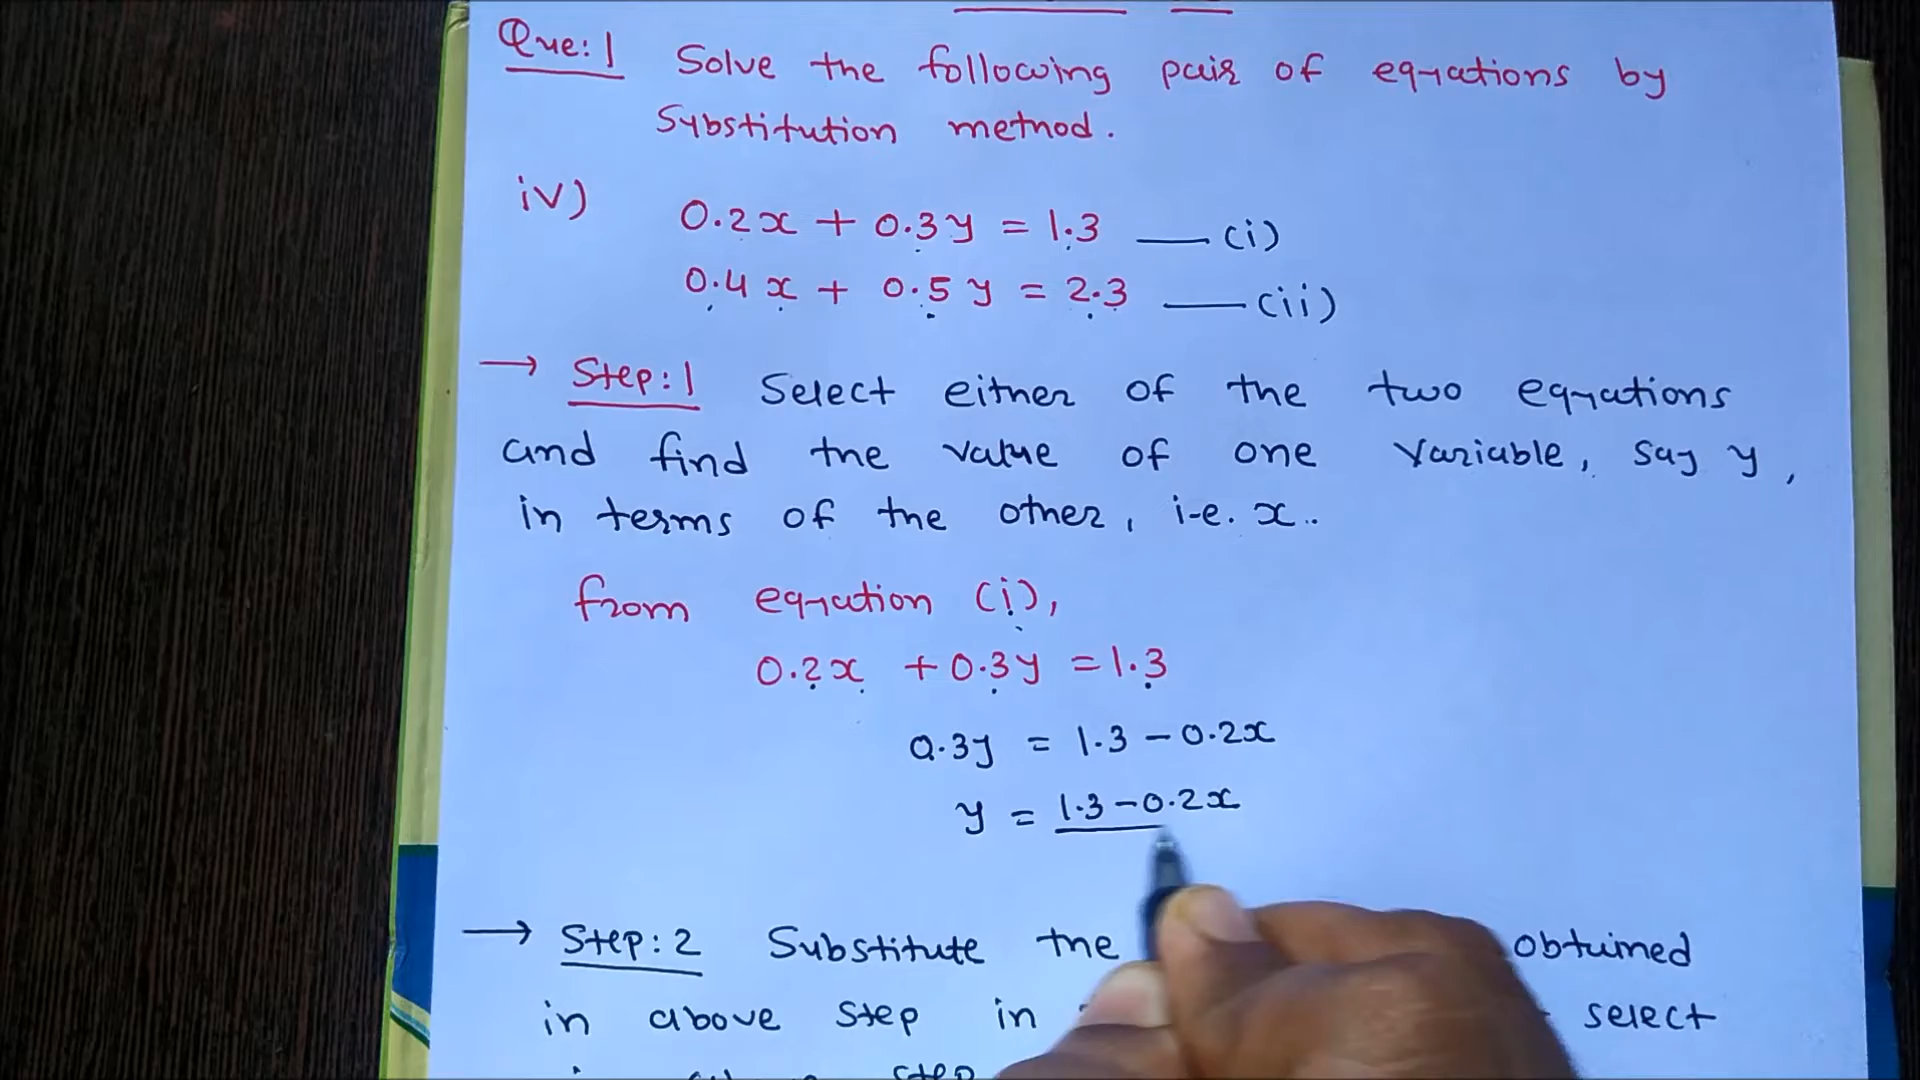 Que:1 Solve the following pair of equations by
Substitution method.
iv) 0.2x + 0.3y = 1.3 —— (i)
0.4x + 0.5y = 2.3 —— (ii)
→ Step:1 Select either of the two equations
and find the value of one variable, say y,
in terms of the other, i.e. x..
from equation (i),
0.2x + 0.3y = 1.3
0.3y = 1.3 - 0.2x
y = 1.3 - 0.2x
→ Step:2 Substitute the obtained
in above step in select
step